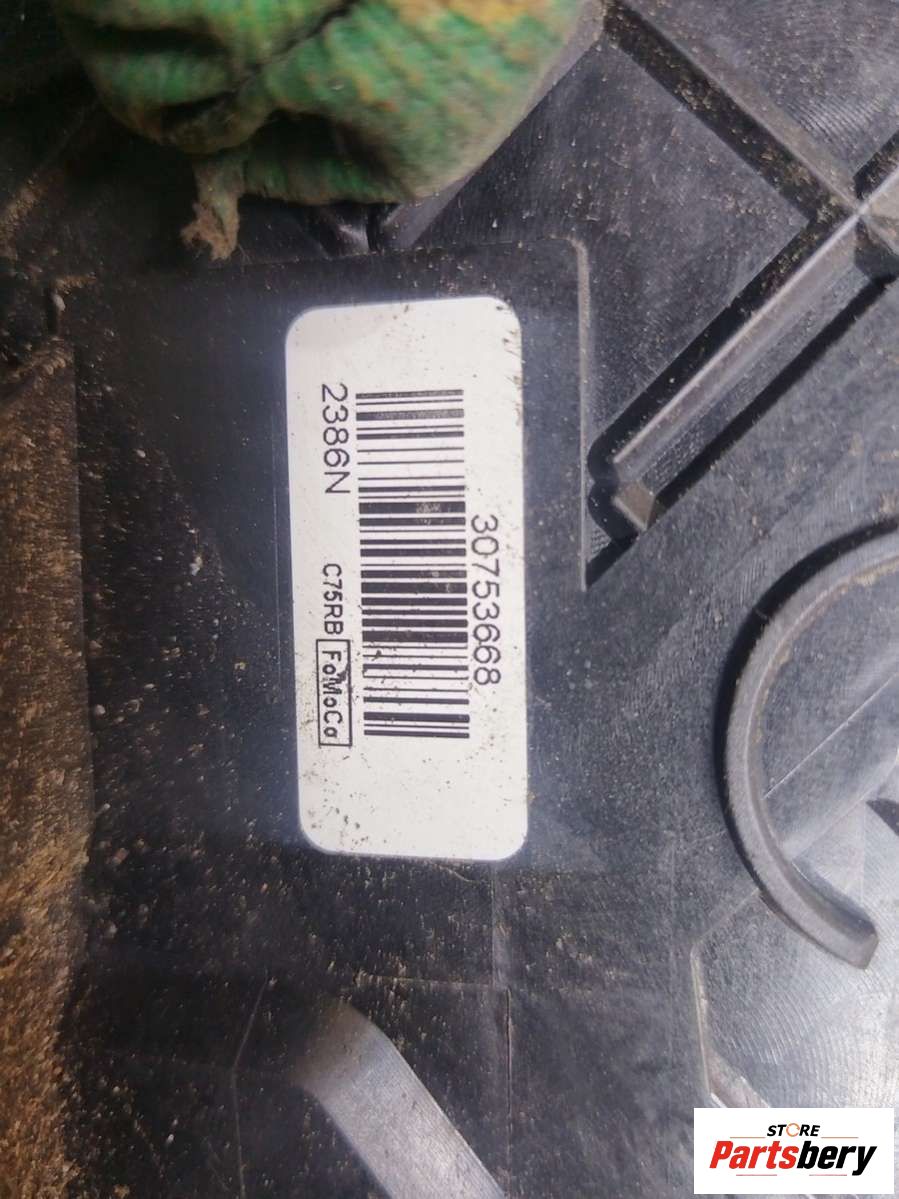 30753668
2386N C75RB FoMoCo
STORE
Partsbery